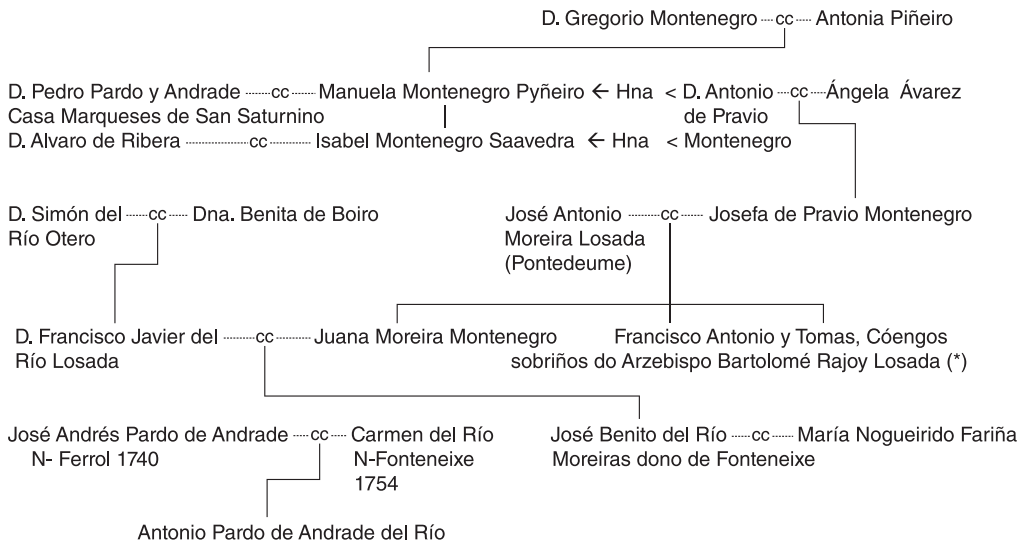 D. Gregorio Montenegro cc Antonia Piñeiro
D. Pedro Pardo y Andrade cc Manuela Montenegro Pyñeiro ← Hna < D. Antonio cc Ángela Ávarez
Casa Marqueses de San Saturnino de Pravio
D. Alvaro de Ribera cc Isabel Montenegro Saavedra ← Hna < Montenegro
D. Simón del cc Dna. Benita de Boiro José Antonio cc Josefa de Pravio Montenegro
Río Otero Moreira Losada
(Pontedeume)
D. Francisco Javier del cc Juana Moreira Montenegro Francisco Antonio y Tomas, Cóengos
Río Losada sobriños do Arzebispo Bartolomé Rajoy Losada (*)
José Andrés Pardo de Andrade cc Carmen del Río José Benito del Río cc María Nogueirido Fariña
N- Ferrol 1740 N-Fonteneixe Moreiras dono de Fonteneixe
1754
Antonio Pardo de Andrade del Río